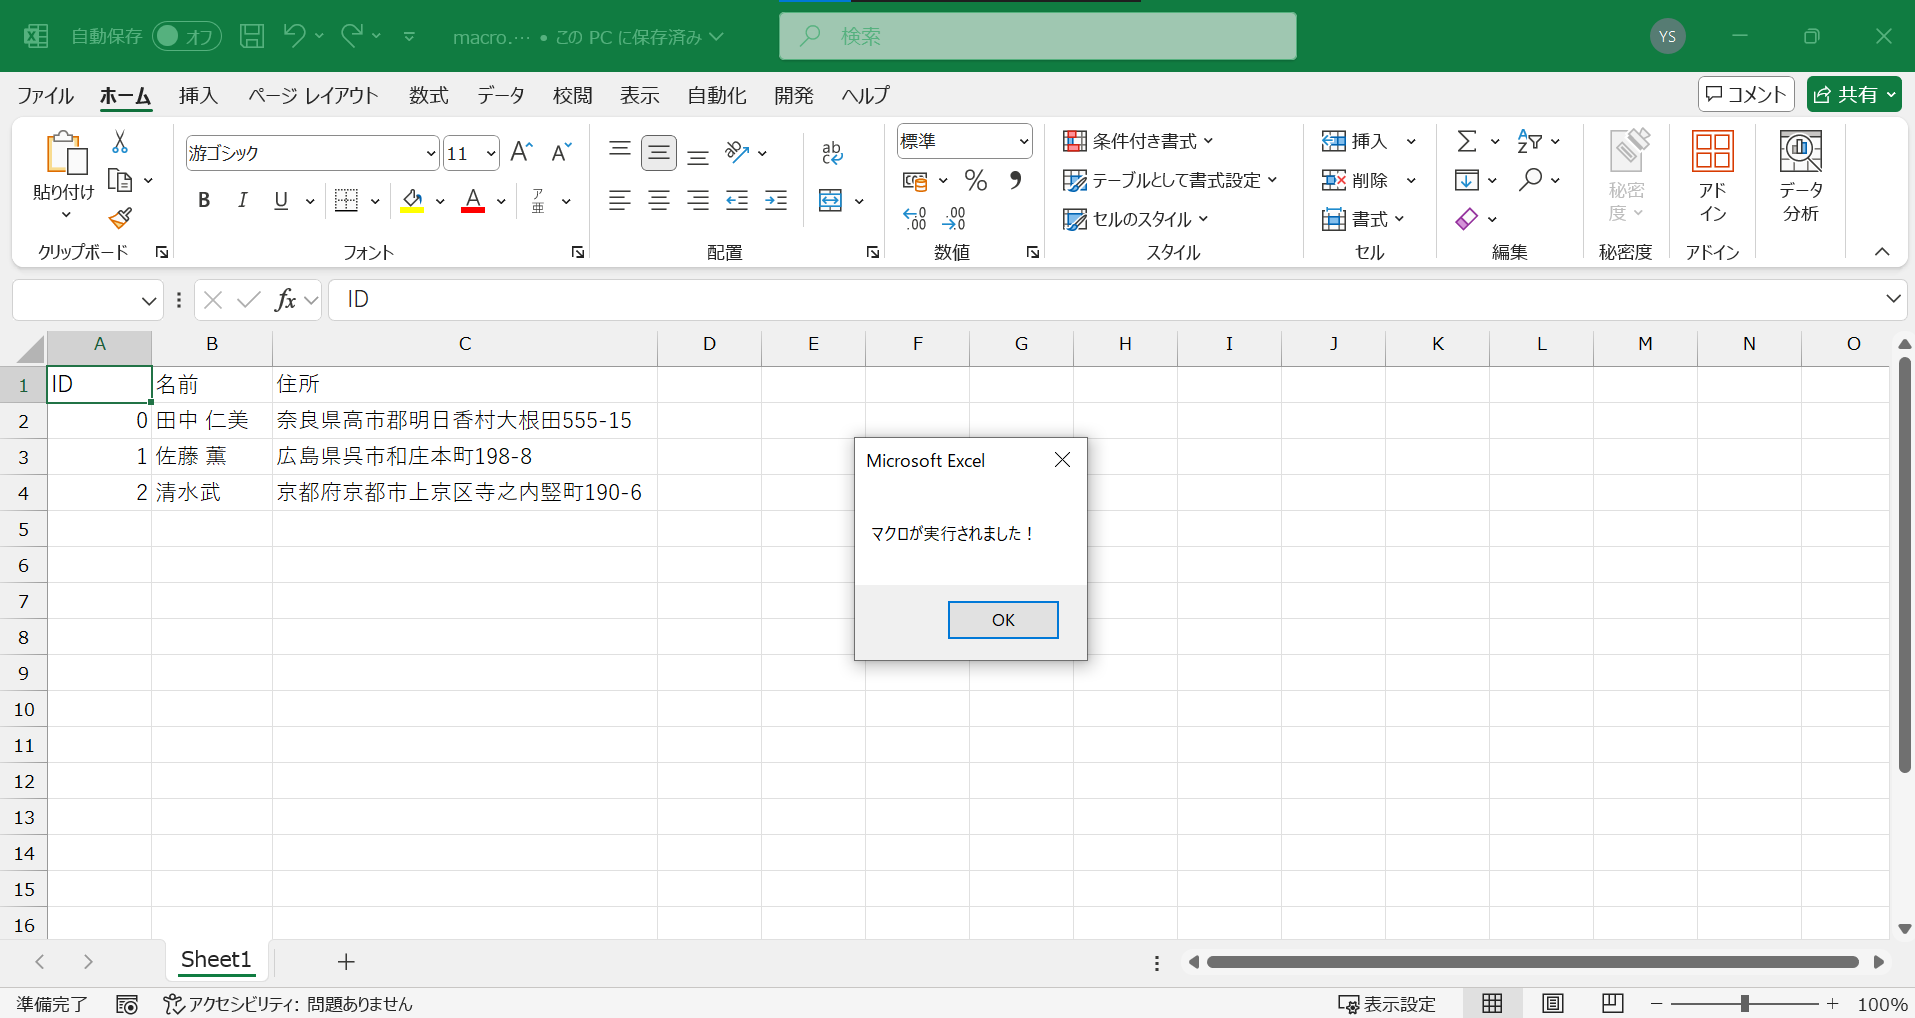 自動保存 オフ macro.… • この PC に保存済み 検索 YS
ファイル ホーム 挿入 ページ レイアウト 数式 データ 校閲 表示 自動化 開発 ヘルプ コメント 共有
貼り付け
クリップボード
游ゴシック 11
B I U A ア亜
フォント
ab c
配置
標準
% 9
←0 .00 .00 →0
数値
条件付き書式
テーブルとして書式設定
セルのスタイル
スタイル
挿入
削除
書式
セル
編集
秘密度
秘密度
アドイン
アドイン
データ分析
fx ID
A B C D E F G H I J K L M N O
1 ID 名前 住所
2 0 田中 仁美 奈良県高市郡明日香村大根田555-15
3 1 佐藤 薫 広島県呉市和庄本町198-8
4 2 清水武 京都府京都市上京区寺之内竪町190-6
5
6
7
8
9
10
11
12
13
14
15
16
Microsoft Excel
マクロが実行されました！
OK
Sheet1
準備完了 アクセシビリティ: 問題ありません 表示設定 100%